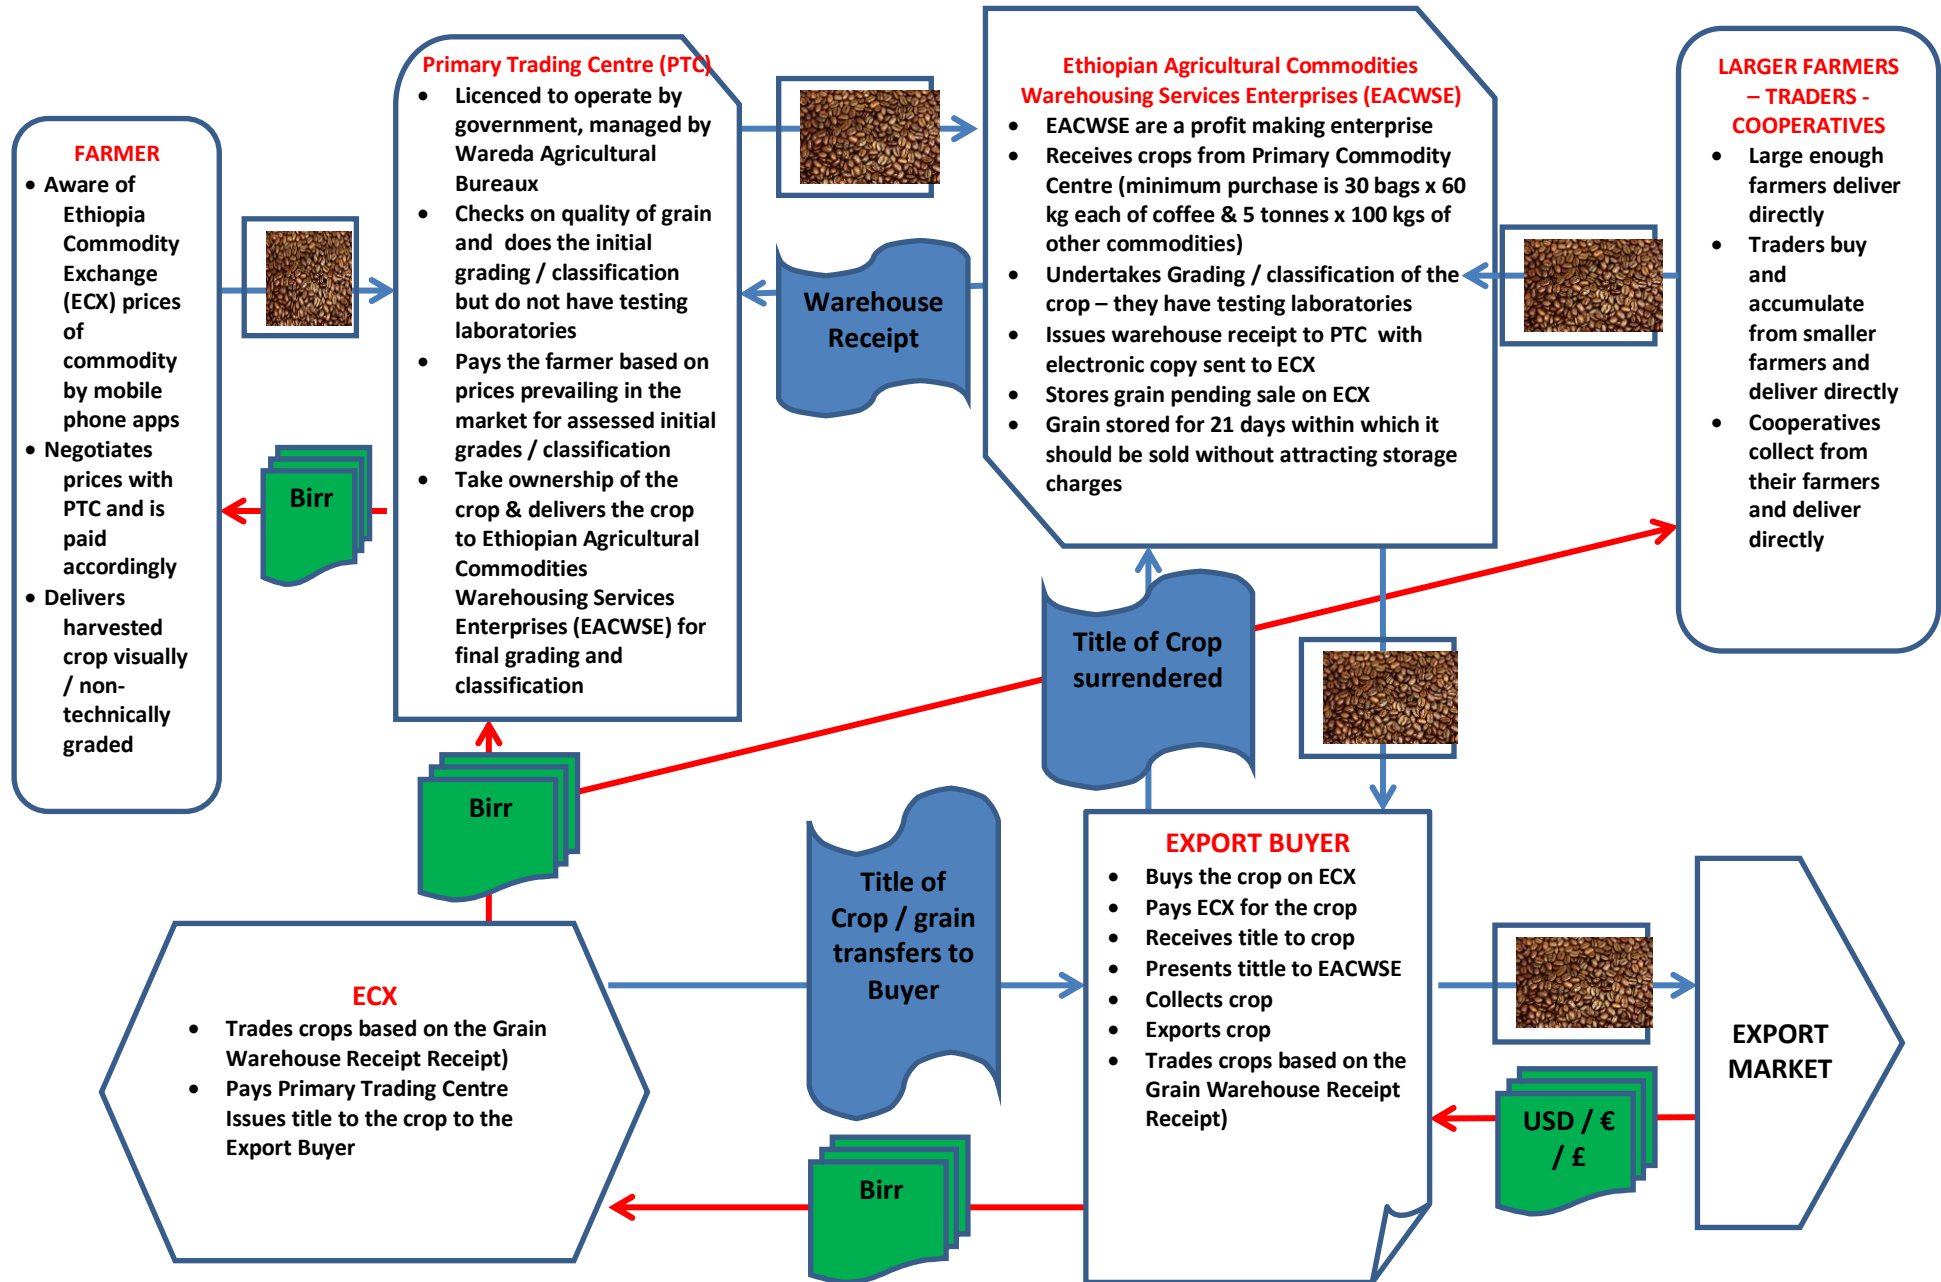 FARMER
• Aware of
Ethiopia
Commodity
Exchange
(ECX) prices
of
commodity
by mobile
phone apps
• Negotiates
prices with
PTC and is
paid
accordingly
• Delivers
harvested
crop visually
/ non-
technically
graded
Birr
Primary Trading Centre (PTC)
• Licenced to operate by
government, managed by
Wareda Agricultural
Bureaux
• Checks on quality of grain
and does the initial
grading / classification
but do not have testing
laboratories
• Pays the farmer based on
prices prevailing in the
market for assessed initial
grades / classification
• Take ownership of the
crop & delivers the crop
to Ethiopian Agricultural
Commodities
Warehousing Services
Enterprises (EACWSE) for
final grading and
classification
Warehouse
Receipt
Ethiopian Agricultural Commodities
Warehousing Services Enterprises (EACWSE)
• EACWSE are a profit making enterprise
• Receives crops from Primary Commodity
Centre (minimum purchase is 30 bags x 60
kg each of coffee & 5 tonnes x 100 kgs of
other commodities)
• Undertakes Grading / classification of the
crop – they have testing laboratories
• Issues warehouse receipt to PTC with
electronic copy sent to ECX
• Stores grain pending sale on ECX
• Grain stored for 21 days within which it
should be sold without attracting storage
charges
LARGER FARMERS
– TRADERS -
COOPERATIVES
• Large enough
farmers deliver
directly
• Traders buy
and
accumulate
from smaller
farmers and
deliver directly
• Cooperatives
collect from
their farmers
and deliver
directly
Title of Crop
surrendered
Birr
Title of
Crop / grain
transfers to
Buyer
ECX
• Trades crops based on the Grain
Warehouse Receipt Receipt)
• Pays Primary Trading Centre
Issues title to the crop to the
Export Buyer
Birr
EXPORT BUYER
• Buys the crop on ECX
• Pays ECX for the crop
• Receives title to crop
• Presents tittle to EACWSE
• Collects crop
• Exports crop
• Trades crops based on the
Grain Warehouse Receipt
Receipt)
USD / €
/ £
EXPORT
MARKET